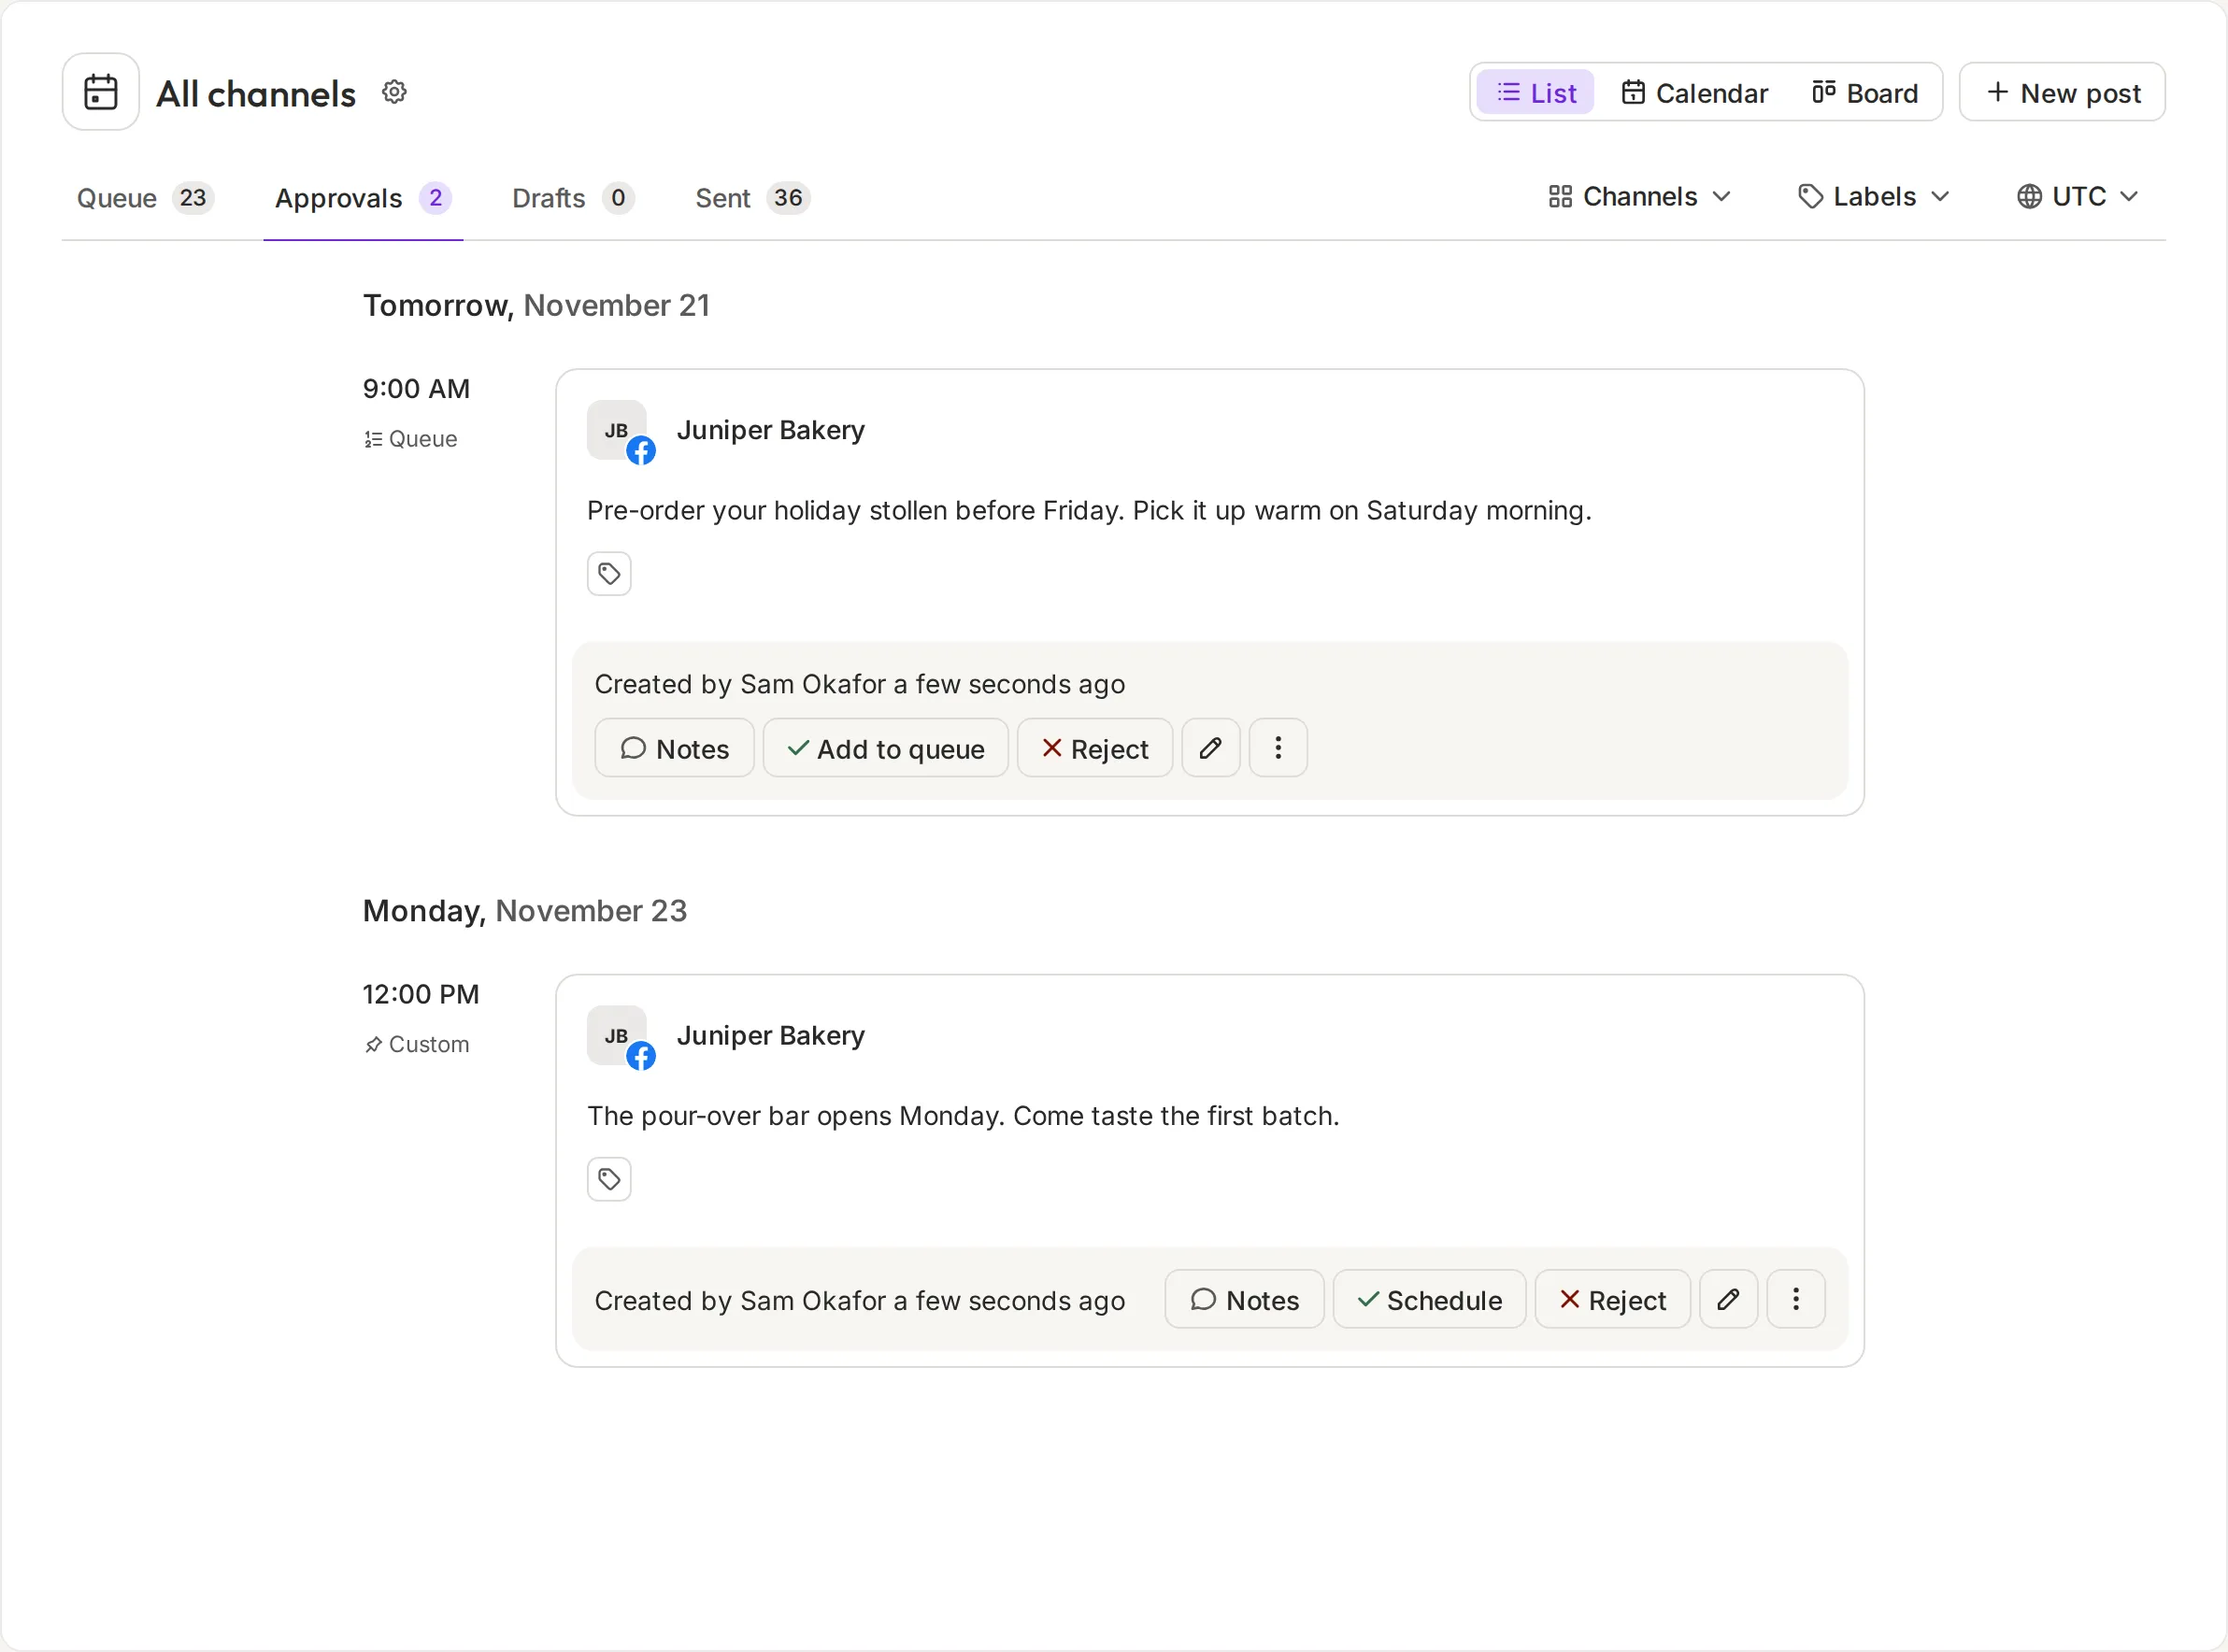 All channels
List Calendar Board
New post
Queue 23 Approvals 2 Drafts 0 Sent 36
Channels Labels UTC
Tomorrow, November 21
9:00 AM
Queue
JB
Juniper Bakery
Pre-order your holiday stollen before Friday. Pick it up warm on Saturday morning.
Created by Sam Okafor a few seconds ago
Notes Add to queue Reject
Monday, November 23
12:00 PM
Custom
JB
Juniper Bakery
The pour-over bar opens Monday. Come taste the first batch.
Created by Sam Okafor a few seconds ago
Notes Schedule Reject